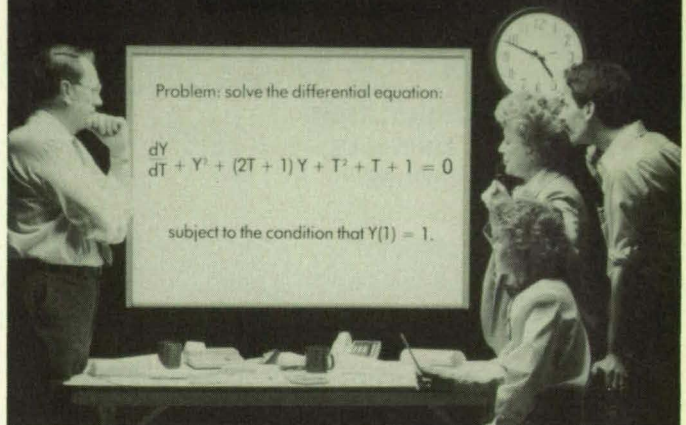 Problem: solve the differential equation:
dY/dT + Y² + (2T + 1) Y + T² + T + 1 = 0
subject to the condition that Y(1) = 1.